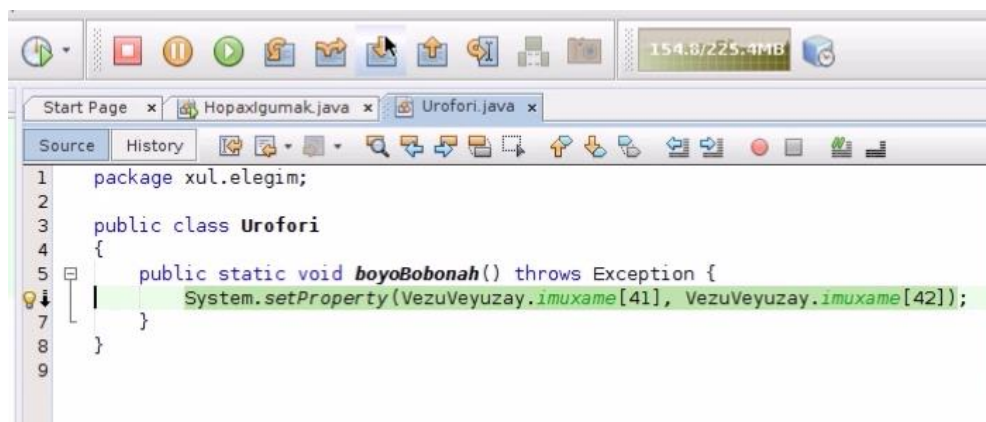 154.8/225.4MB
Start Page x HopaxIgumak.java x Urofori.java x
Source History
1 package xul.elegim;
2
3 public class Urofori
4 {
5 public static void boyoBobonah() throws Exception {
System.setProperty(VezuVeyuzay.imuxame[41], VezuVeyuzay.imuxame[42]);
7 }
8 }
9